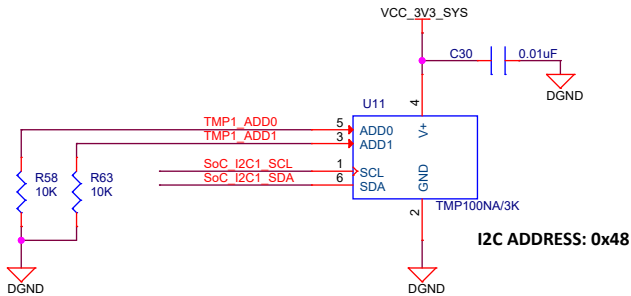 VCC_3V3_SYS
C30 0.01uF
DGND
U11
4
TMP1_ADD0 5 ADD0 V+
TMP1_ADD1 3 ADD1
SoC_I2C1_SCL 1 SCL
SoC_I2C1_SDA 6 SDA GND
R58 R63
10K 10K
2 TMP100NA/3K
I2C ADDRESS: 0x48
DGND DGND